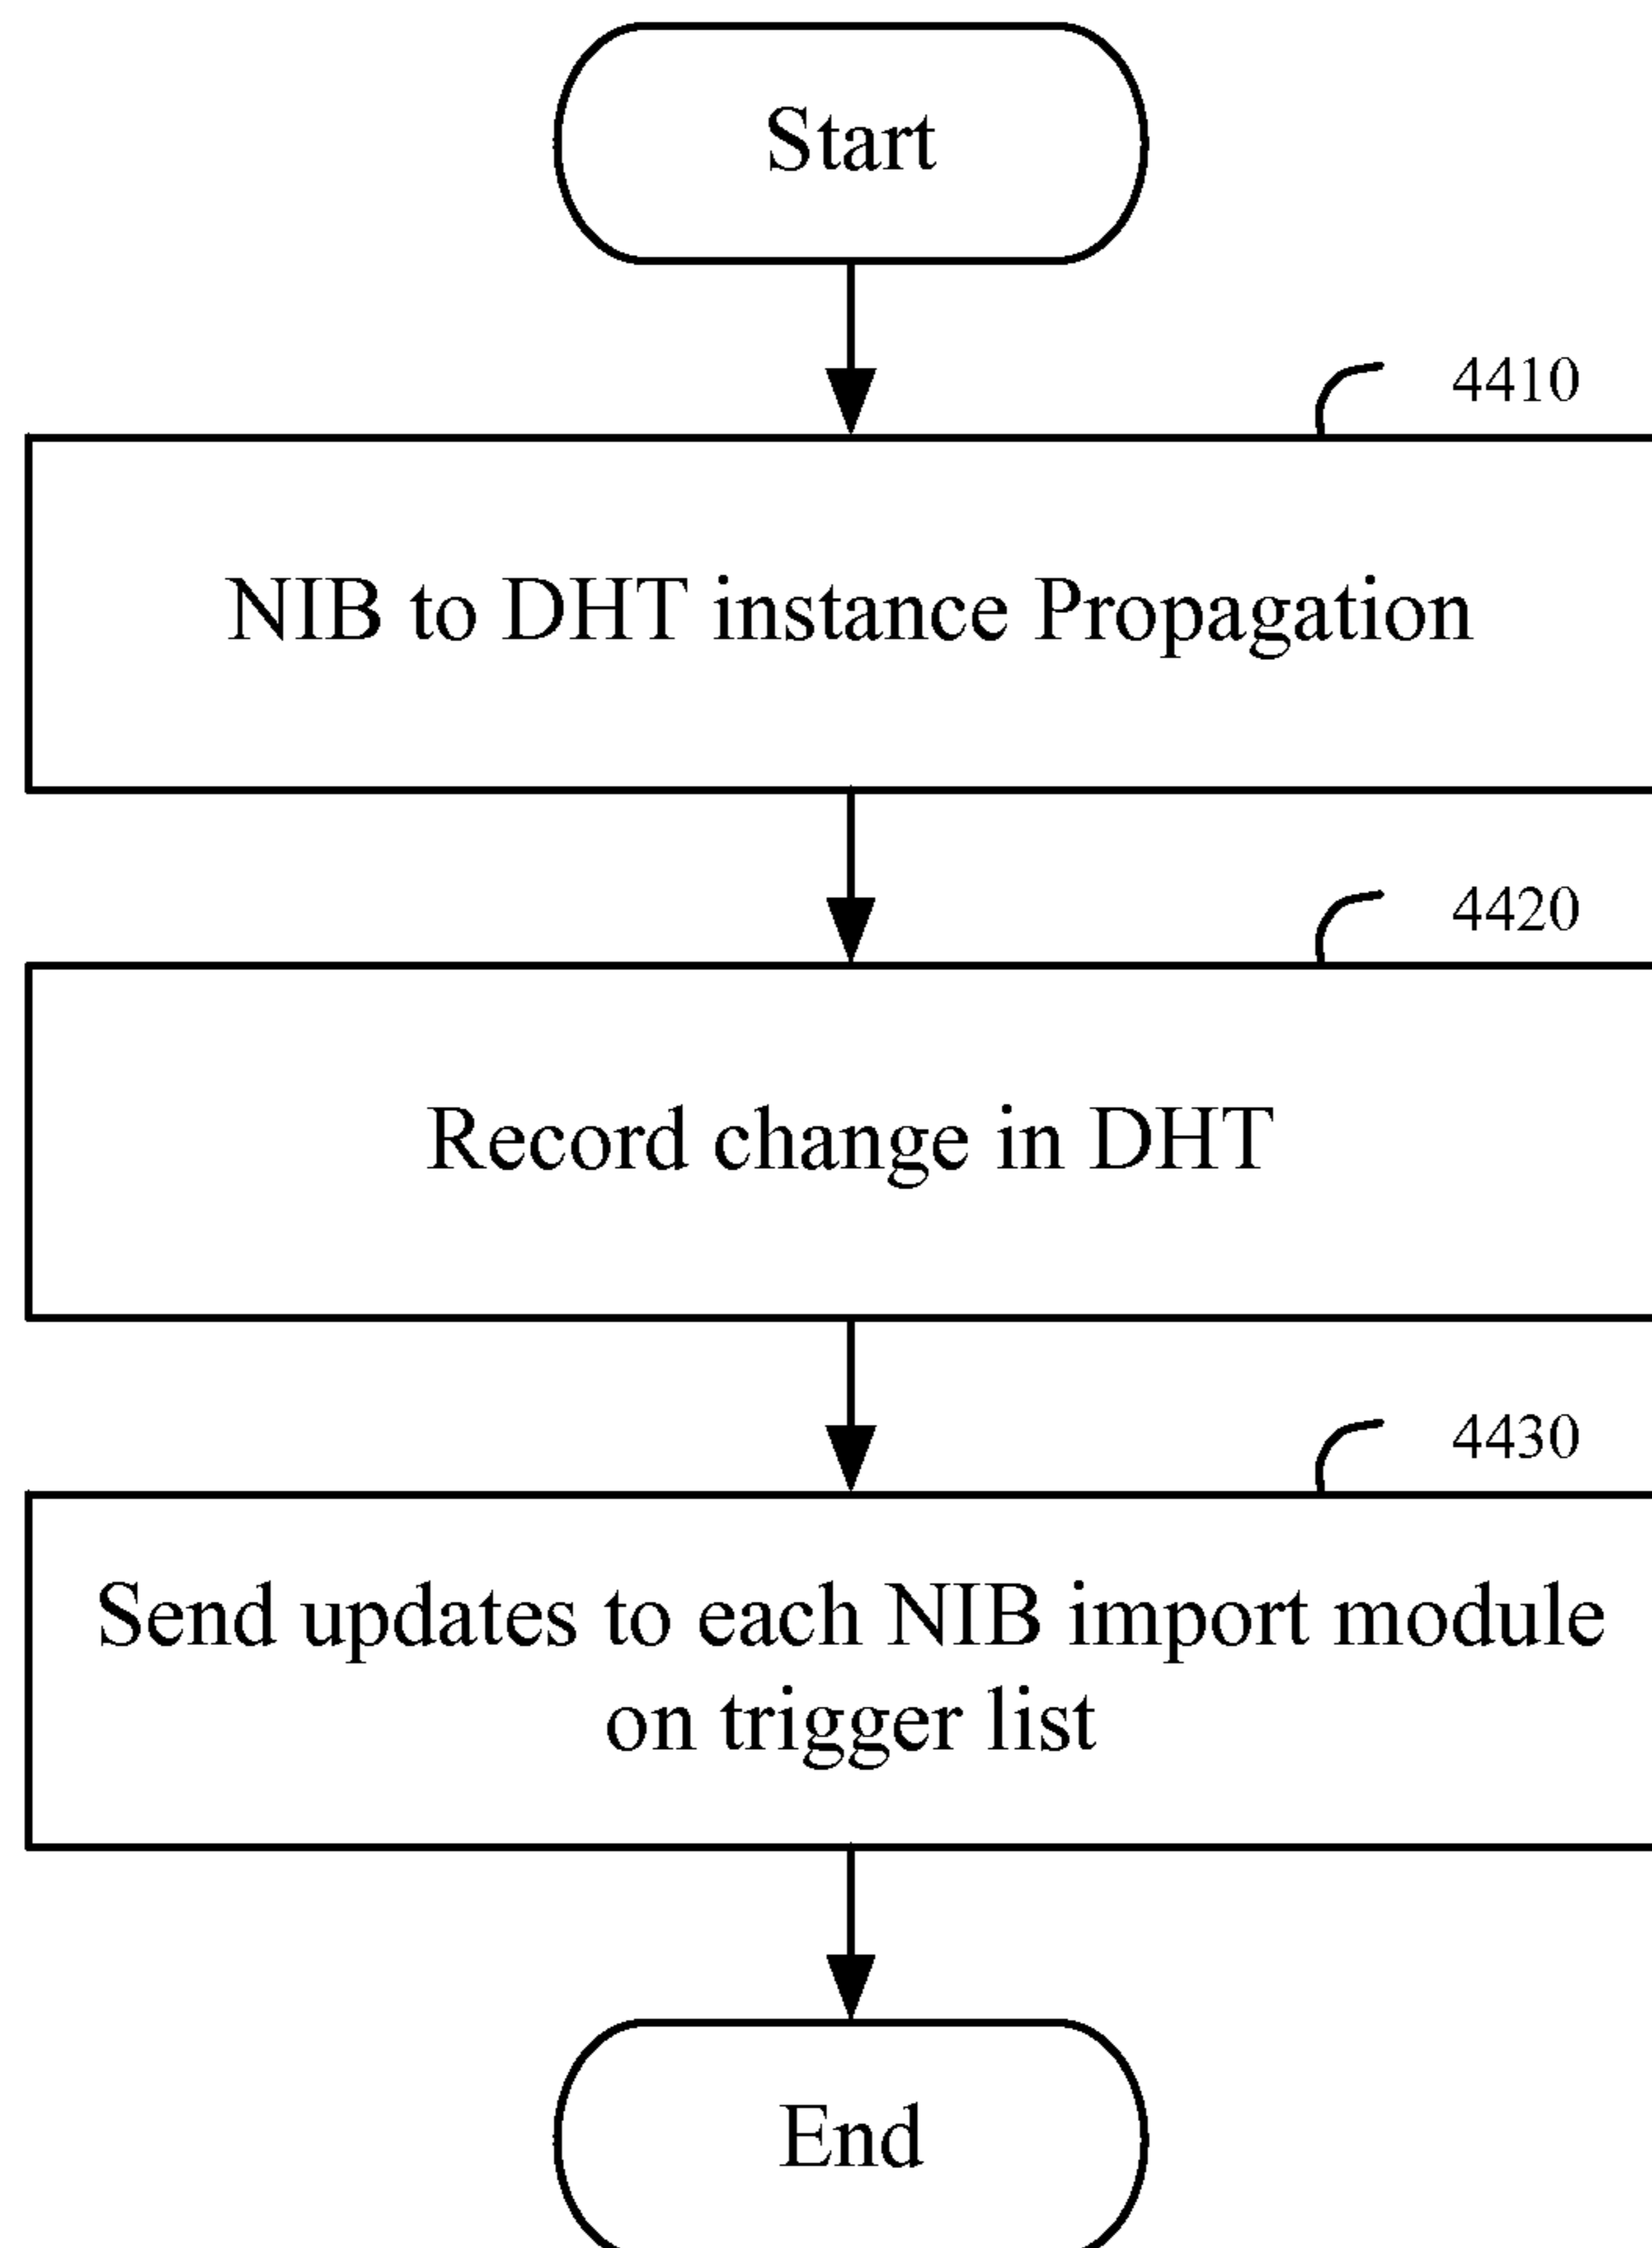 Start
4410
NIB to DHT instance Propagation
4420
Record change in DHT
4430
Send updates to each NIB import module
on trigger list
End